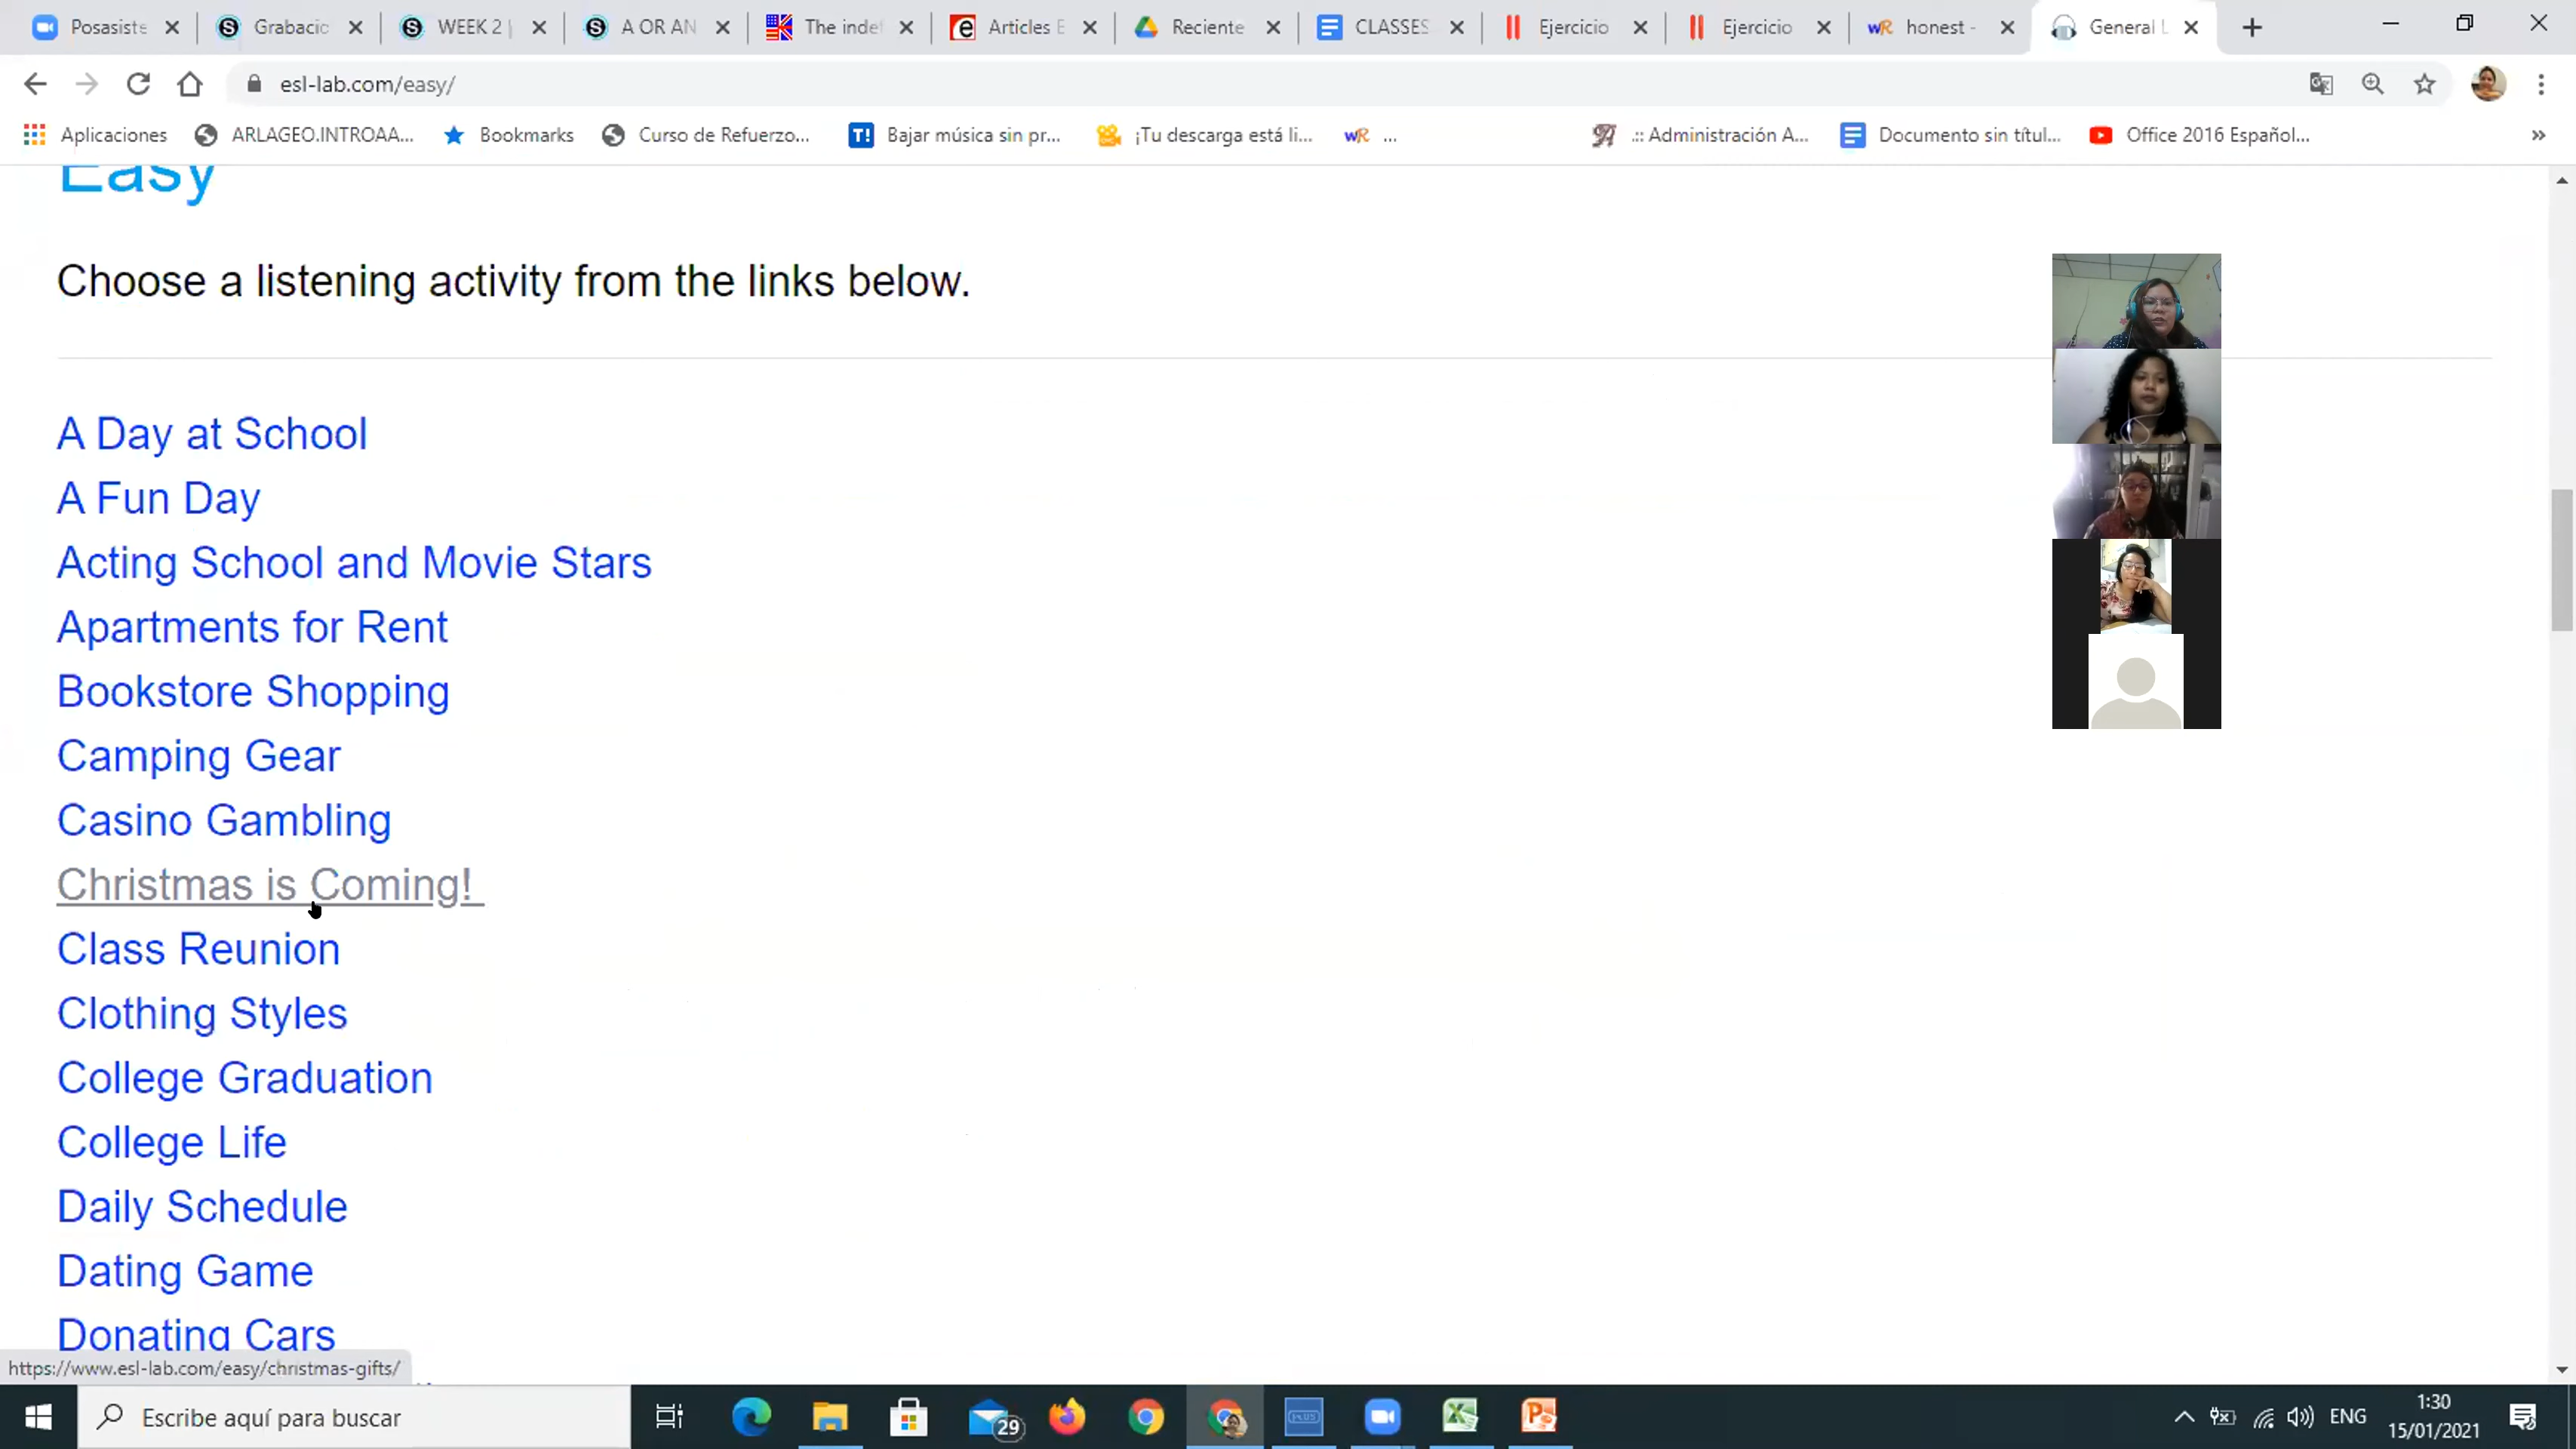 Posasiste
Grabacio
WEEK 2 |
A OR AN
The indef
Articles E
Reciente
CLASSES
Ejercicio
Ejercicio
honest -
General L
esl-lab.com/easy/
Aplicaciones
ARLAGEO.INTROAA...
Bookmarks
Curso de Refuerzo...
Bajar música sin pr...
¡Tu descarga está li...
...
.:: Administración A...
Documento sin títul...
Office 2016 Español...
»
Easy
Choose a listening activity from the links below.
A Day at School
A Fun Day
Acting School and Movie Stars
Apartments for Rent
Bookstore Shopping
Camping Gear
Casino Gambling
Christmas is Coming!
Class Reunion
Clothing Styles
College Graduation
College Life
Daily Schedule
Dating Game
Donating Cars
https://www.esl-lab.com/easy/christmas-gifts/
Escribe aquí para buscar
29
ENG
1:30
15/01/2021